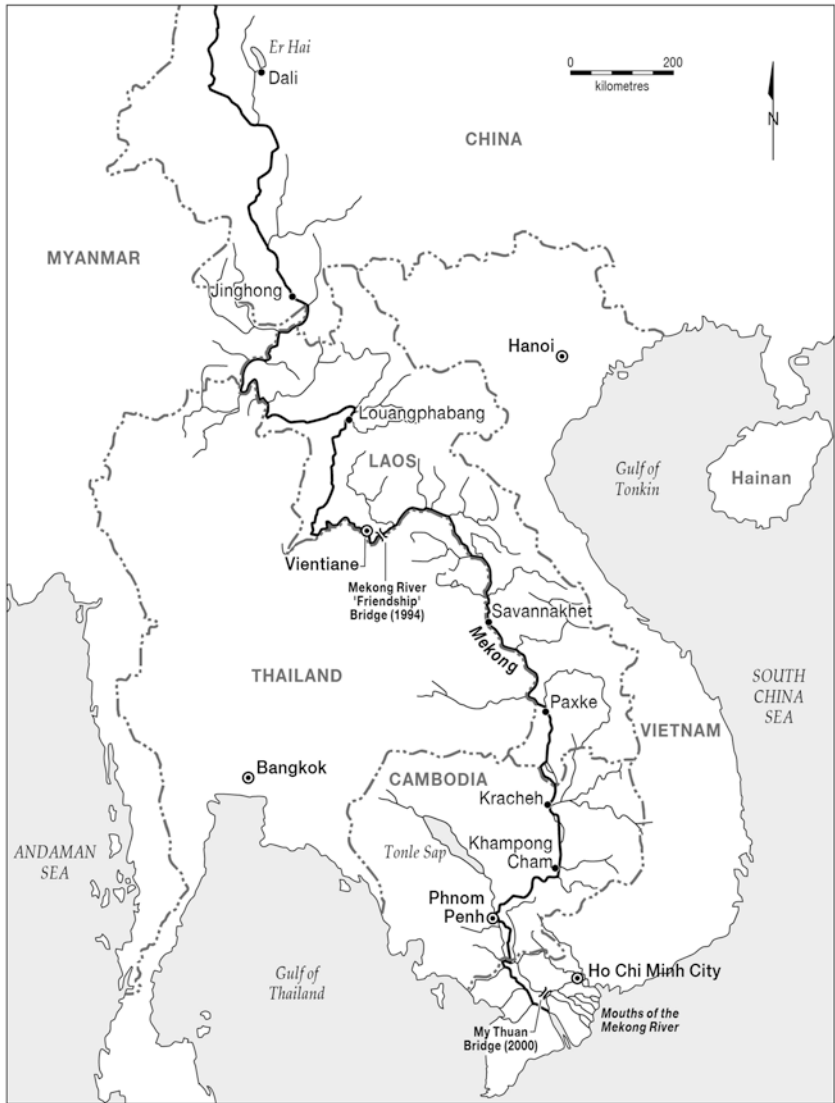 Er Hai
Dali
0
200
kilometres
N
CHINA
MYANMAR
Jinghong
Hanoi
Louangphabang
LAOS
Gulf of
Tonkin
Hainan
Vientiane
Mekong River
'Friendship'
Bridge (1994)
Savannakhet
Mekong
THAILAND
SOUTH
CHINA
SEA
Paxke
VIETNAM
Bangkok
CAMBODIA
Kracheh
Tonle Sap
Khampong
Cham
ANDAMAN
SEA
Phnom
Penh
Gulf of
Thailand
Ho Chi Minh City
Mouths of the
Mekong River
My Thuan
Bridge (2000)